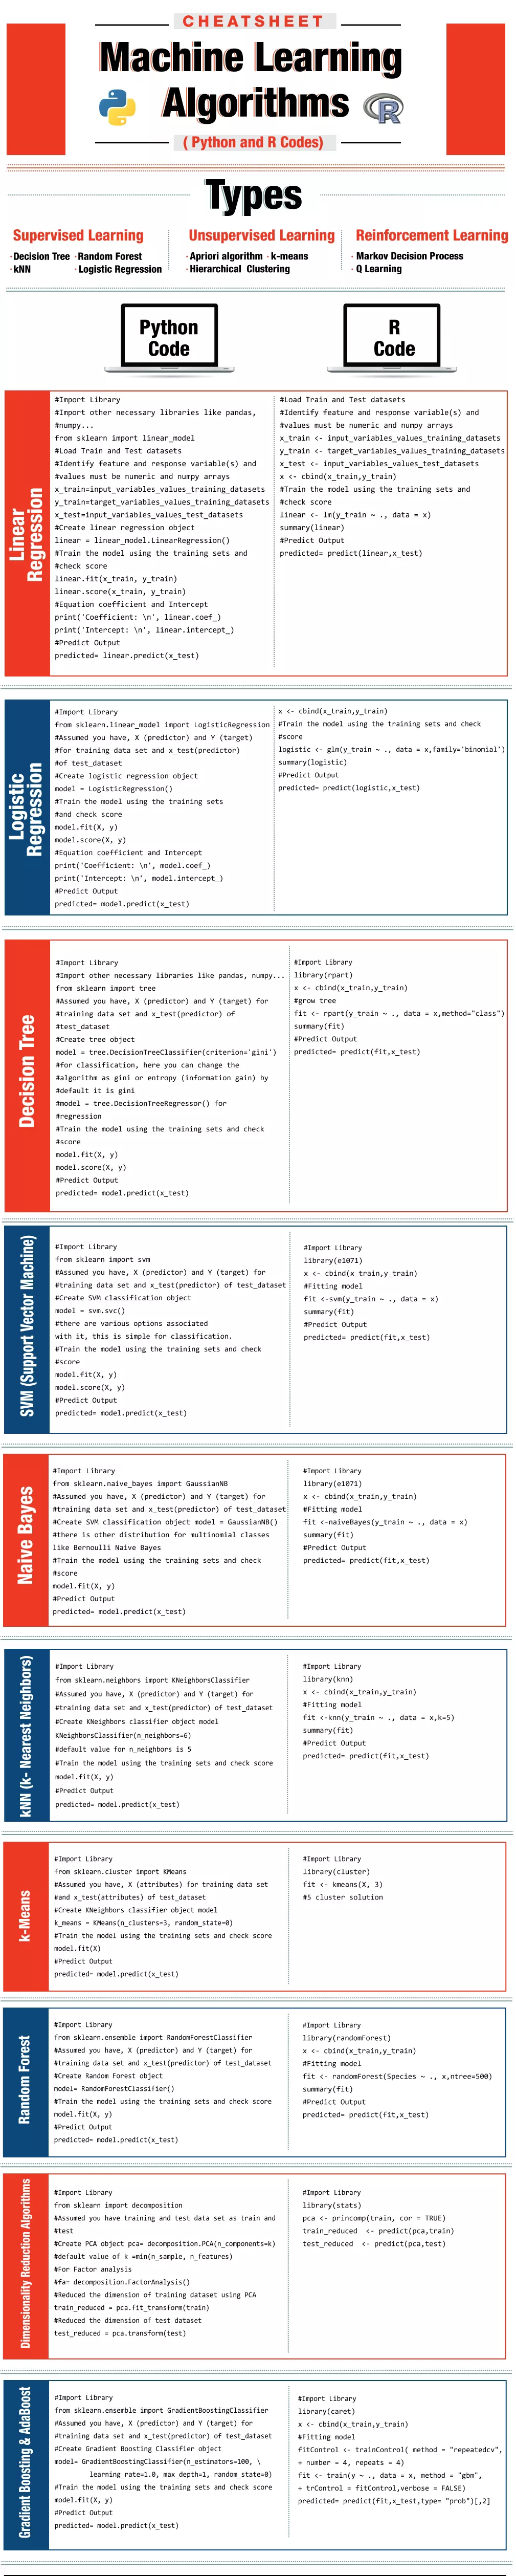 CHEATSHEET
Machine Learning
Algorithms
( Python and R Codes)
Types
Supervised Learning
·Decision Tree ·Random Forest
·kNN ·Logistic Regression
Unsupervised Learning
·Apriori algorithm ·k-means
·Hierarchical Clustering
Reinforcement Learning
· Markov Decision Process
· Q Learning
Python
Code
R
Code
Linear
Regression
#Import Library
#Import other necessary libraries like pandas,
#numpy...
from sklearn import linear_model
#Load Train and Test datasets
#Identify feature and response variable(s) and
#values must be numeric and numpy arrays
x_train=input_variables_values_training_datasets
y_train=target_variables_values_training_datasets
x_test=input_variables_values_test_datasets
#Create linear regression object
linear = linear_model.LinearRegression()
#Train the model using the training sets and
#check score
linear.fit(x_train, y_train)
linear.score(x_train, y_train)
#Equation coefficient and Intercept
print('Coefficient: \n', linear.coef_)
print('Intercept: \n', linear.intercept_)
#Predict Output
predicted= linear.predict(x_test)
#Load Train and Test datasets
#Identify feature and response variable(s) and
#values must be numeric and numpy arrays
x_train <- input_variables_values_training_datasets
y_train <- target_variables_values_training_datasets
x_test <- input_variables_values_test_datasets
x <- cbind(x_train,y_train)
#Train the model using the training sets and
#check score
linear <- lm(y_train ~ ., data = x)
summary(linear)
#Predict Output
predicted= predict(linear,x_test)
Logistic
Regression
#Import Library
from sklearn.linear_model import LogisticRegression
#Assumed you have, X (predictor) and Y (target)
#for training data set and x_test(predictor)
#of test_dataset
#Create logistic regression object
model = LogisticRegression()
#Train the model using the training sets
#and check score
model.fit(X, y)
model.score(X, y)
#Equation coefficient and Intercept
print('Coefficient: \n', model.coef_)
print('Intercept: \n', model.intercept_)
#Predict Output
predicted= model.predict(x_test)
x <- cbind(x_train,y_train)
#Train the model using the training sets and check
#score
logistic <- glm(y_train ~ ., data = x,family='binomial')
summary(logistic)
#Predict Output
predicted= predict(logistic,x_test)
Decision Tree
#Import Library
#Import other necessary libraries like pandas, numpy...
from sklearn import tree
#Assumed you have, X (predictor) and Y (target) for
#training data set and x_test(predictor) of
#test_dataset
#Create tree object
model = tree.DecisionTreeClassifier(criterion='gini')
#for classification, here you can change the
#algorithm as gini or entropy (information gain) by
#default it is gini
#model = tree.DecisionTreeRegressor() for
#regression
#Train the model using the training sets and check
#score
model.fit(X, y)
model.score(X, y)
#Predict Output
predicted= model.predict(x_test)
#Import Library
library(rpart)
x <- cbind(x_train,y_train)
#grow tree
fit <- rpart(y_train ~ ., data = x,method="class")
summary(fit)
#Predict Output
predicted= predict(fit,x_test)
SVM (Support Vector Machine)
#Import Library
from sklearn import svm
#Assumed you have, X (predictor) and Y (target) for
#training data set and x_test(predictor) of test_dataset
#Create SVM classification object
model = svm.svc()
#there are various options associated
with it, this is simple for classification.
#Train the model using the training sets and check
#score
model.fit(X, y)
model.score(X, y)
#Predict Output
predicted= model.predict(x_test)
#Import Library
library(e1071)
x <- cbind(x_train,y_train)
#Fitting model
fit <-svm(y_train ~ ., data = x)
summary(fit)
#Predict Output
predicted= predict(fit,x_test)
Naive Bayes
#Import Library
from sklearn.naive_bayes import GaussianNB
#Assumed you have, X (predictor) and Y (target) for
#training data set and x_test(predictor) of test_dataset
#Create SVM classification object model = GaussianNB()
#there is other distribution for multinomial classes
like Bernoulli Naive Bayes
#Train the model using the training sets and check
#score
model.fit(X, y)
#Predict Output
predicted= model.predict(x_test)
#Import Library
library(e1071)
x <- cbind(x_train,y_train)
#Fitting model
fit <-naiveBayes(y_train ~ ., data = x)
summary(fit)
#Predict Output
predicted= predict(fit,x_test)
kNN (k- Nearest Neighbors)
#Import Library
from sklearn.neighbors import KNeighborsClassifier
#Assumed you have, X (predictor) and Y (target) for
#training data set and x_test(predictor) of test_dataset
#Create KNeighbors classifier object model
KNeighborsClassifier(n_neighbors=6)
#default value for n_neighbors is 5
#Train the model using the training sets and check score
model.fit(X, y)
#Predict Output
predicted= model.predict(x_test)
#Import Library
library(knn)
x <- cbind(x_train,y_train)
#Fitting model
fit <-knn(y_train ~ ., data = x,k=5)
summary(fit)
#Predict Output
predicted= predict(fit,x_test)
k-Means
#Import Library
from sklearn.cluster import KMeans
#Assumed you have, X (attributes) for training data set
#and x_test(attributes) of test_dataset
#Create KNeighbors classifier object model
k_means = KMeans(n_clusters=3, random_state=0)
#Train the model using the training sets and check score
model.fit(X)
#Predict Output
predicted= model.predict(x_test)
#Import Library
library(cluster)
fit <- kmeans(X, 3)
#5 cluster solution
Random Forest
#Import Library
from sklearn.ensemble import RandomForestClassifier
#Assumed you have, X (predictor) and Y (target) for
#training data set and x_test(predictor) of test_dataset
#Create Random Forest object
model= RandomForestClassifier()
#Train the model using the training sets and check score
model.fit(X, y)
#Predict Output
predicted= model.predict(x_test)
#Import Library
library(randomForest)
x <- cbind(x_train,y_train)
#Fitting model
fit <- randomForest(Species ~ ., x,ntree=500)
summary(fit)
#Predict Output
predicted= predict(fit,x_test)
Dimensionality Reduction Algorithms
#Import Library
from sklearn import decomposition
#Assumed you have training and test data set as train and
#test
#Create PCA object pca= decomposition.PCA(n_components=k)
#default value of k =min(n_sample, n_features)
#For Factor analysis
#fa= decomposition.FactorAnalysis()
#Reduced the dimension of training dataset using PCA
train_reduced = pca.fit_transform(train)
#Reduced the dimension of test dataset
test_reduced = pca.transform(test)
#Import Library
library(stats)
pca <- princomp(train, cor = TRUE)
train_reduced <- predict(pca,train)
test_reduced <- predict(pca,test)
Gradient Boosting & AdaBoost
#Import Library
from sklearn.ensemble import GradientBoostingClassifier
#Assumed you have, X (predictor) and Y (target) for
#training data set and x_test(predictor) of test_dataset
#Create Gradient Boosting Classifier object
model= GradientBoostingClassifier(n_estimators=100, \
learning_rate=1.0, max_depth=1, random_state=0)
#Train the model using the training sets and check score
model.fit(X, y)
#Predict Output
predicted= model.predict(x_test)
#Import Library
library(caret)
x <- cbind(x_train,y_train)
#Fitting model
fitControl <- trainControl( method = "repeatedcv",
+ number = 4, repeats = 4)
fit <- train(y ~ ., data = x, method = "gbm",
+ trControl = fitControl,verbose = FALSE)
predicted= predict(fit,x_test,type= "prob")[,2]